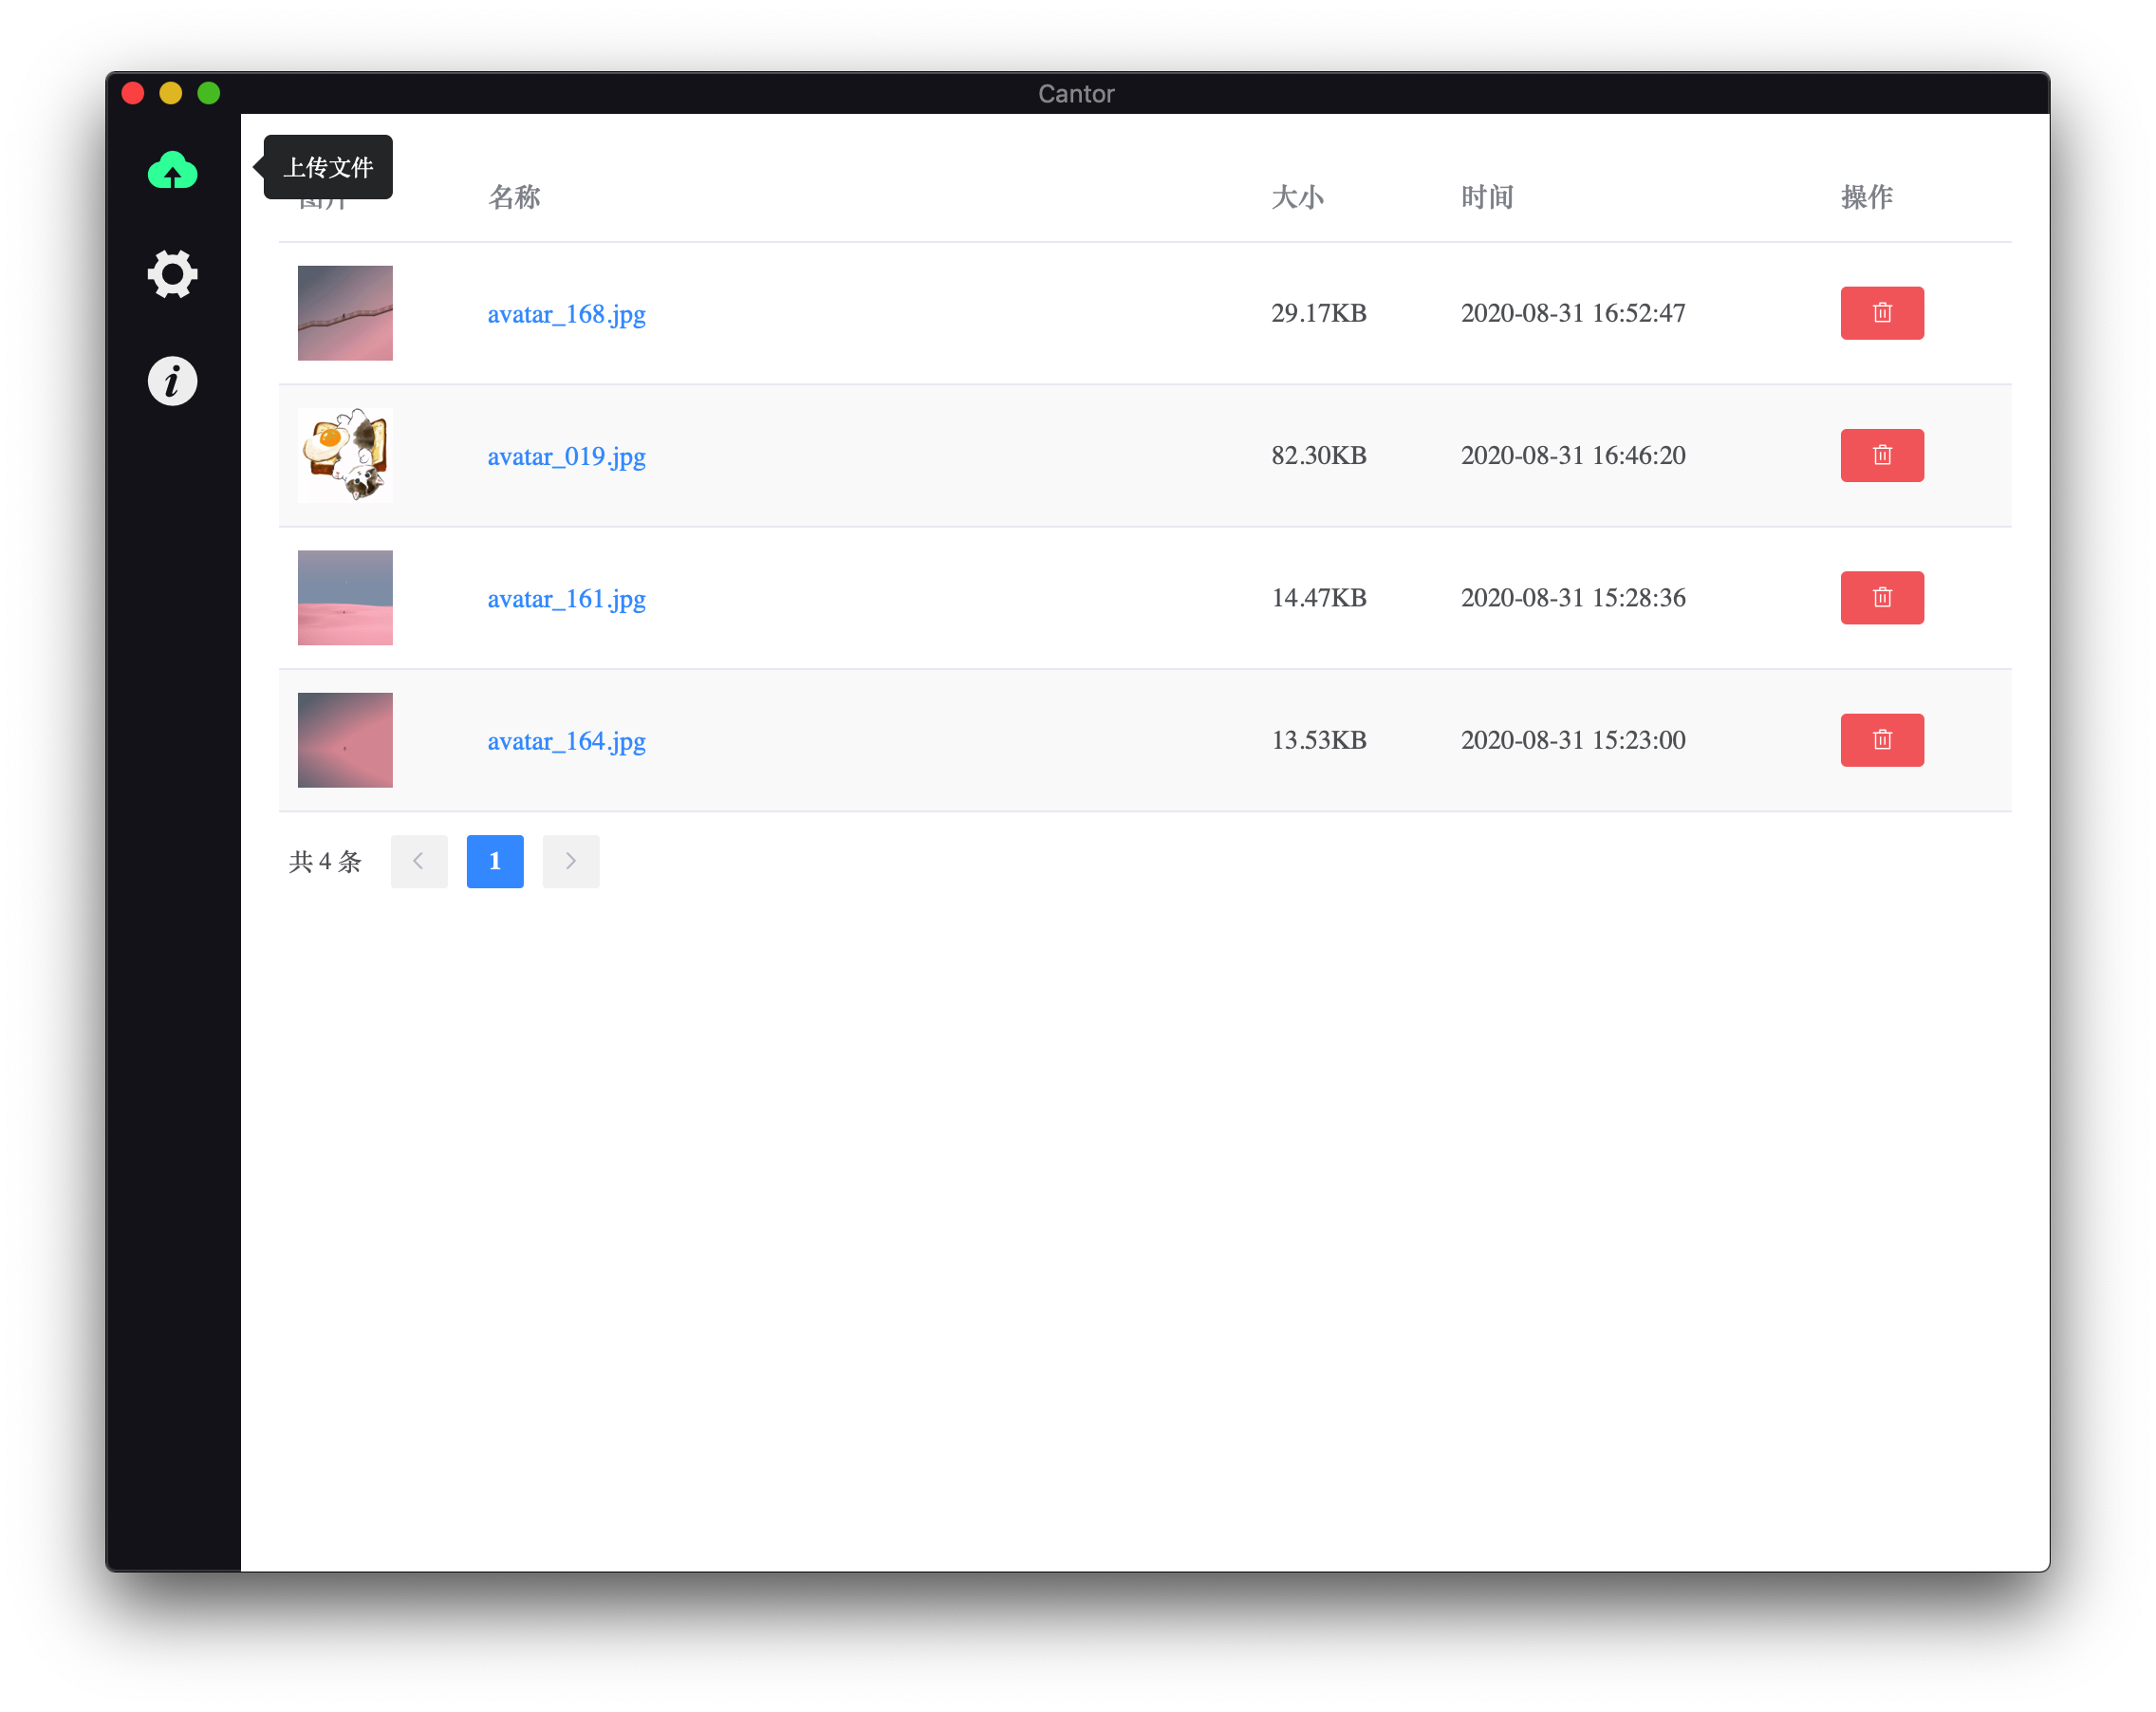 Cantor
上传文件
图片 名称 大小 时间 操作
avatar_168.jpg 29.17KB 2020-08-31 16:52:47
avatar_019.jpg 82.30KB 2020-08-31 16:46:20
avatar_161.jpg 14.47KB 2020-08-31 15:28:36
avatar_164.jpg 13.53KB 2020-08-31 15:23:00
共 4 条 1